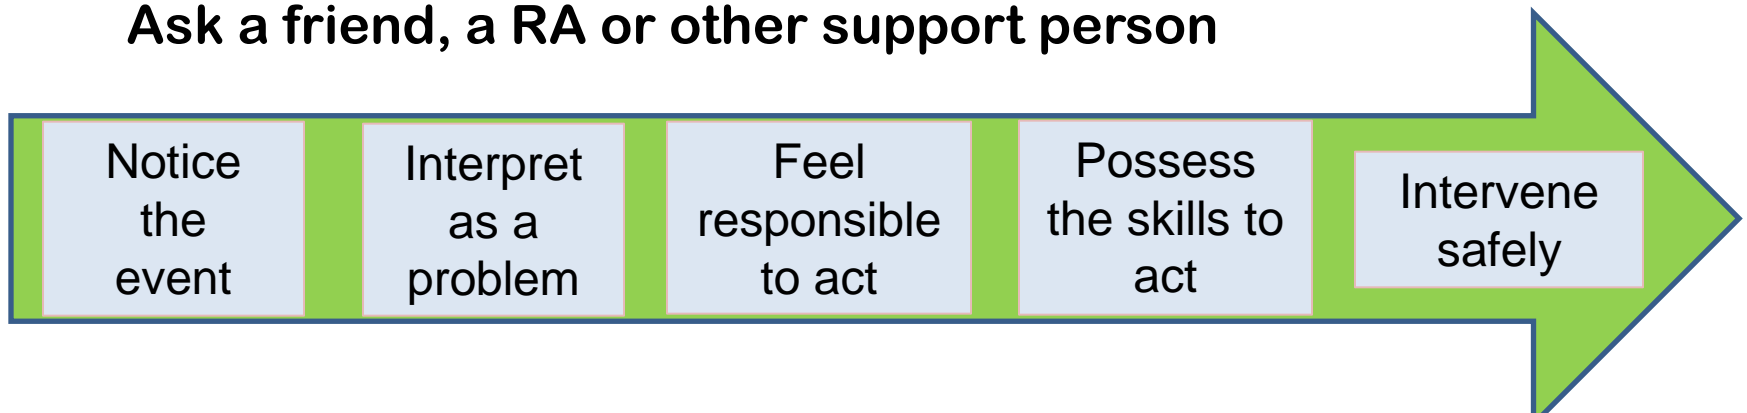 Ask a friend, a RA or other support person
Notice
the
event
Interpret
as a
problem
Feel
responsible
to act
Possess
the skills to
act
Intervene
safely